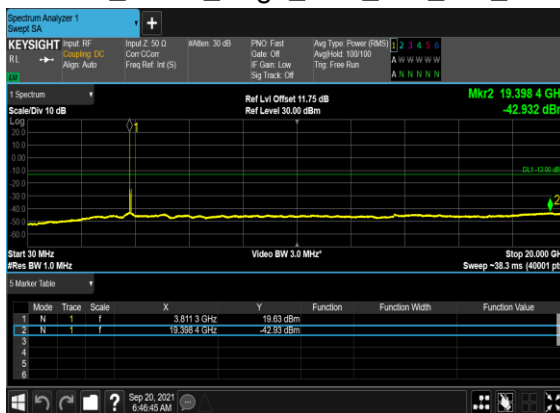 Spectrum Analyzer 1
Swept SA
+
KEYSIGHT Input: RF Input Z: 50 Ω #Atten: 30 dB PNO: Fast Avg Type: Power (RMS) 1 2 3 4 5 6
RL Coupling: DC Corr CCorr Gate: Off Avg|Hold: 100/100 A W W W W W
Align: Auto Freq Ref: Int (S) IF Gain: Low Trig: Free Run
Sig Track: Off A N N N N N
LXI
1 Spectrum Ref Lvl Offset 11.75 dB Mkr2 19.398 4 GH
Scale/Div 10 dB Ref Level 30.00 dBm -42.932 dBr
Log
20.0
10.0
0.00
-10.0
-20.0
-30.0
-40.0
-50.0
-60.0
1
DL1 -13.00 dB
2
Start 30 MHz Video BW 3.0 MHz* Stop 20.000 GH
#Res BW 1.0 MHz Sweep ~38.3 ms (40001 pt
5 Marker Table
Mode Trace Scale X Y Function Function Width Function Value
1 N 1 f 3.811 3 GHz 19.63 dBm
2 N 1 f 19.398 4 GHz -42.93 dBm
3
4
5
6
? Sep 20, 2021
6:46:45 AM